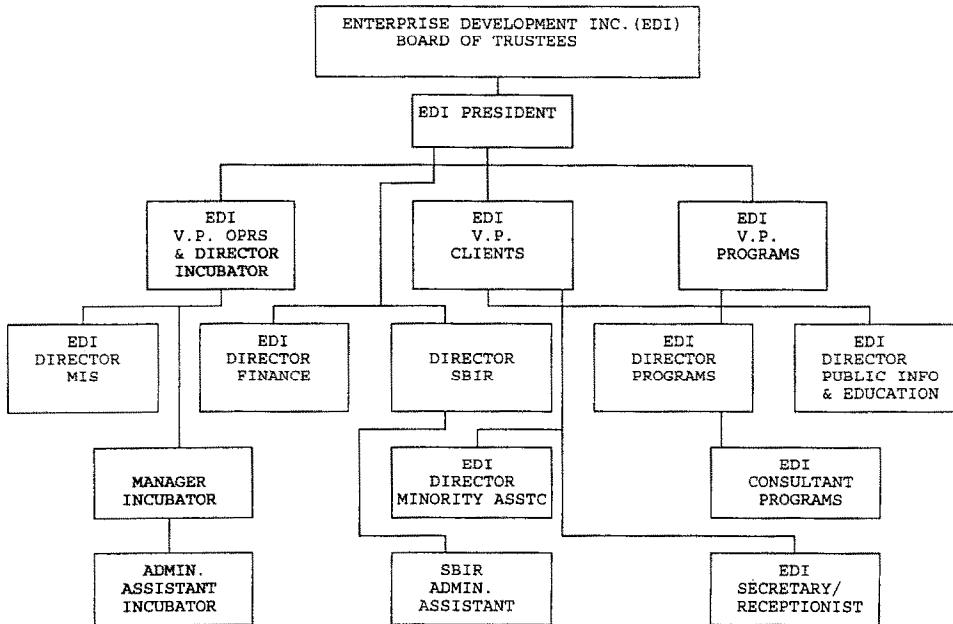 ENTERPRISE DEVELOPMENT INC.(EDI)
BOARD OF TRUSTEES
EDI PRESIDENT
EDI
V.P. OPRS
& DIRECTOR
INCUBATOR
EDI
V.P.
CLIENTS
EDI
V.P.
PROGRAMS
EDI
DIRECTOR
MIS
EDI
DIRECTOR
FINANCE
DIRECTOR
SBIR
EDI
DIRECTOR
PROGRAMS
EDI
DIRECTOR
PUBLIC INFO
& EDUCATION
MANAGER
INCUBATOR
EDI
DIRECTOR
MINORITY ASSTC
EDI
CONSULTANT
PROGRAMS
ADMIN.
ASSISTANT
INCUBATOR
SBIR
ADMIN.
ASSISTANT
EDI
SECRETARY/
RECEPTIONIST